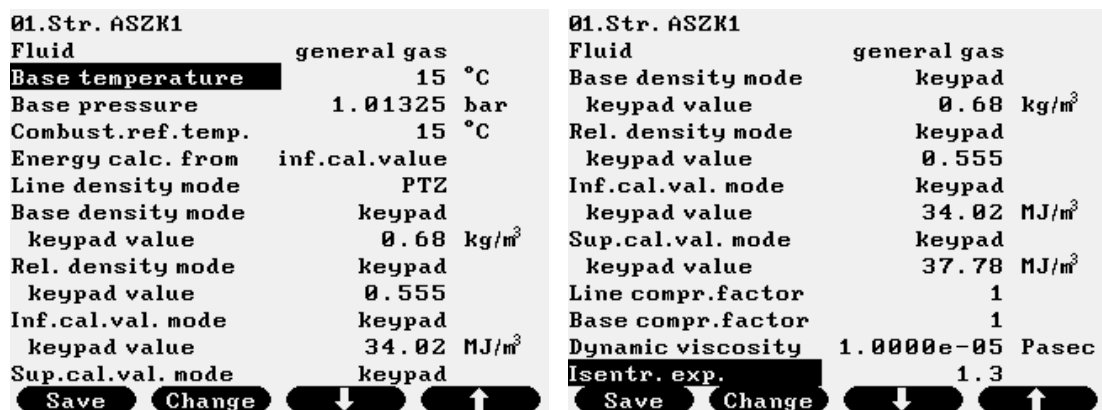 01.Str. ASZK1
Fluid general gas
Base temperature 15 °C
Base pressure 1.01325 bar
Combust.ref.temp. 15 °C
Energy calc. from inf.cal.value
Line density mode PTZ
Base density mode keypad
keypad value 0.68 kg/m³
Rel. density mode keypad
keypad value 0.555
Inf.cal.val. mode keypad
keypad value 34.02 MJ/m³
Sup.cal.val. mode keypad
Save Change ↓ ↑
01.Str. ASZK1
Fluid general gas
Base density mode keypad
keypad value 0.68 kg/m³
Rel. density mode keypad
keypad value 0.555
Inf.cal.val. mode keypad
keypad value 34.02 MJ/m³
Sup.cal.val. mode keypad
keypad value 37.78 MJ/m³
Line compr.factor 1
Base compr.factor 1
Dynamic viscosity 1.0000e-05 Pasec
Isentr. exp. 1.3
Save Change ↓ ↑